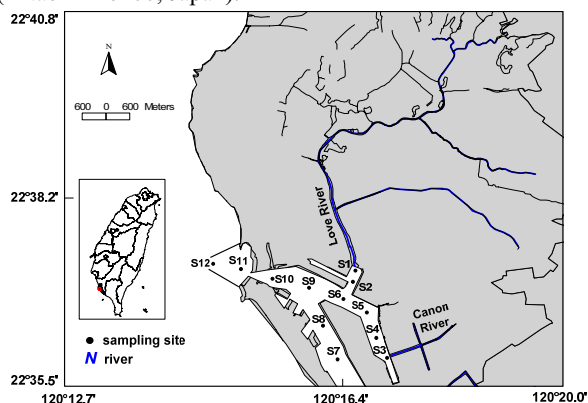 22°40.8"
N
600 0 600 Meters
22°38.2"
Love River
S1
S12
S11
S10
S9
S2
S6
S5
S8
S4
S3
S7
Canon
River
sampling site
N river
22°35.5"
120°12.7"
120°16.4"
120°20.0"